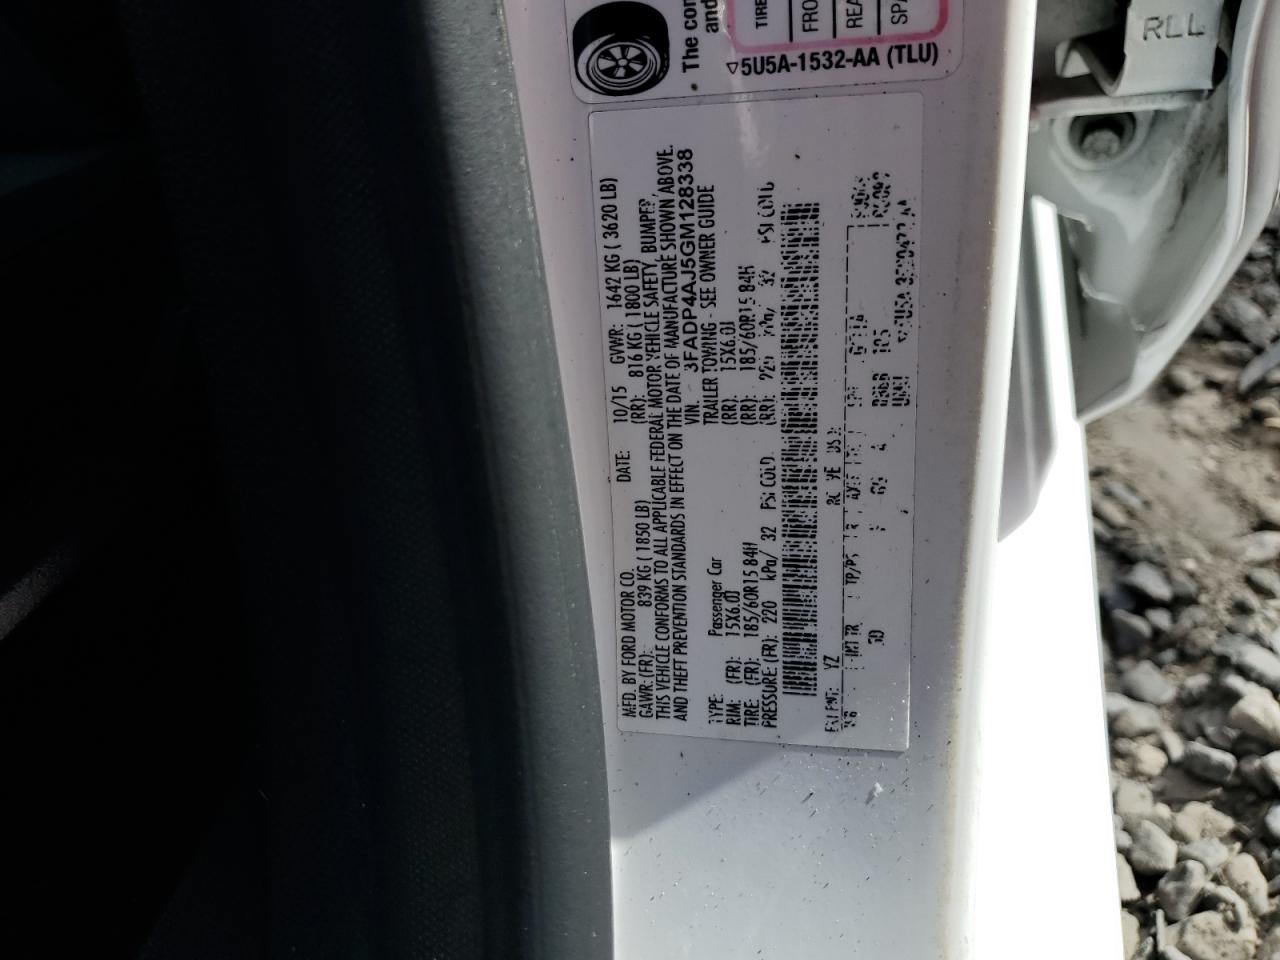 RLL
TIRE
FRO
REA
SPA
The con
and
▽5U5A-1532-AA (TLU)
MFD. BY FORD MOTOR CO. DATE: 10/15 GVWR: 1642 KG ( 3620 LB)
GAWR: (FR): 839 KG ( 1850 LB) (RR): 816 KG ( 1800 LB)
THIS VEHICLE CONFORMS TO ALL APPLICABLE FEDERAL MOTOR VEHICLE SAFETY, BUMPER,
AND THEFT PREVENTION STANDARDS IN EFFECT ON THE DATE OF MANUFACTURE SHOWN ABOVE.
VIN: 3FADP4AJ5GM128338
TYPE: Passenger Car TRAILER TOWING - SEE OWNER GUIDE
RIM: (FR): 15X6.0J (RR): 15X6.0J
TIRE: (FR): 185/60R15 84H (RR): 185/60R15 84H
PRESSURE: (FR): 220 kPa/ 32 PSI COLD (RR): 220 kPa/ 32 PSI COLD
YZ